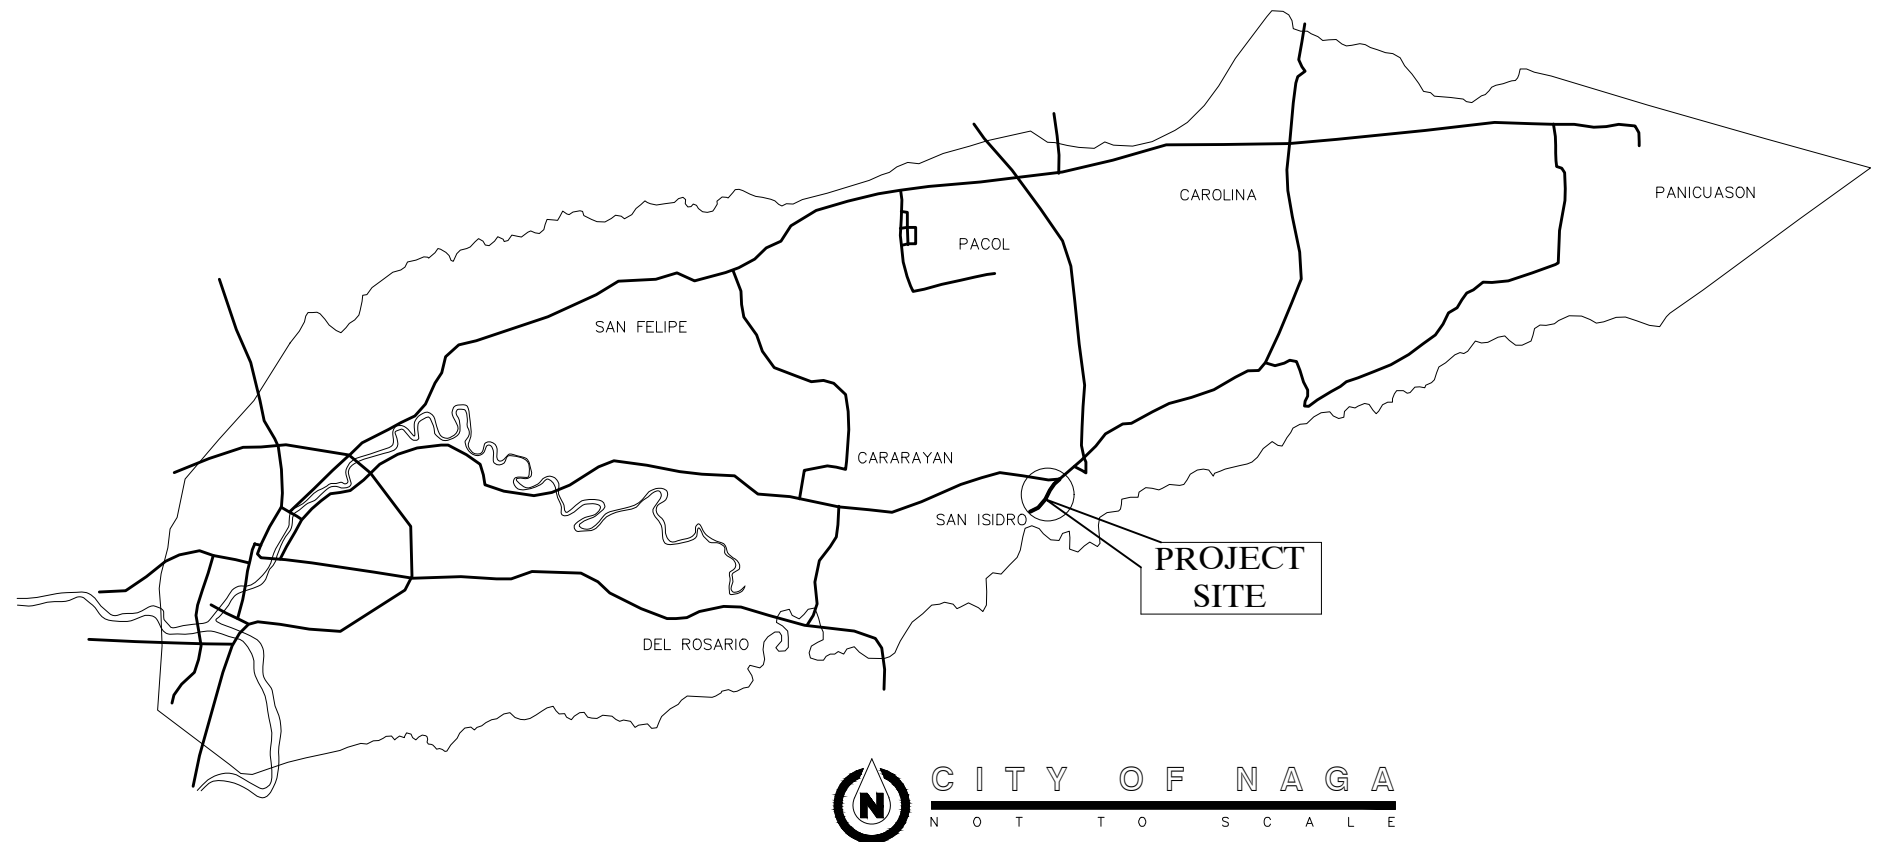 CAROLINA
PANICUASON
PACOL
SAN FELIPE
CARARAYAN
SAN ISIDRO
PROJECT
SITE
DEL ROSARIO
N
CITY OF NAGA
NOT TO SCALE